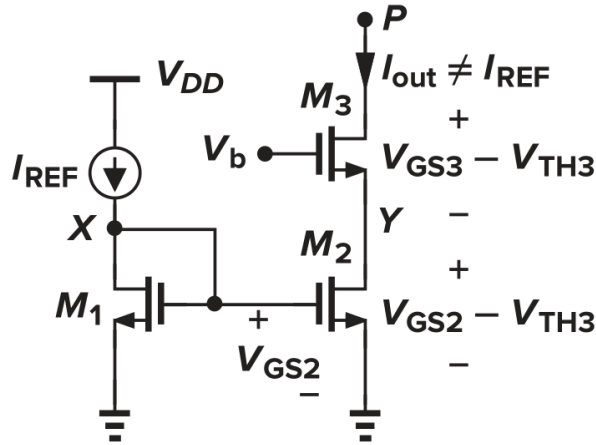 P
V_DD
I_out ≠ I_REF
M_3
+
V_b
V_GS3 − V_TH3
I_REF
−
X
Y
M_2
+
M_1
+
V_GS2 − V_TH3
V_GS2
−
−